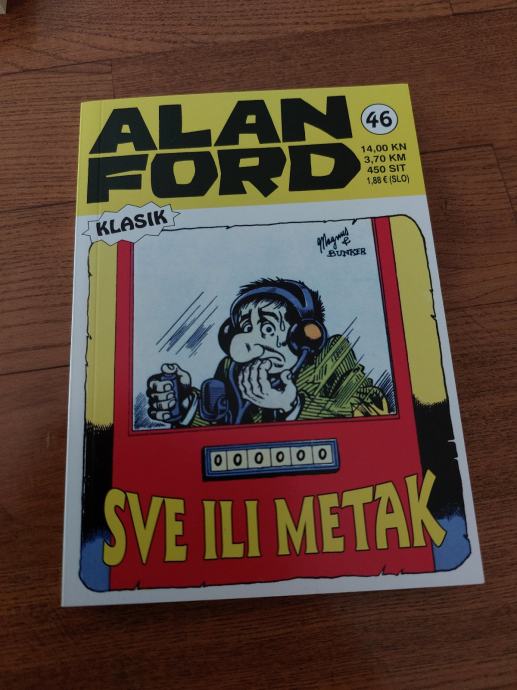 ALAN
FORD
46
14,00 KN
3,70 KM
450 SIT
1,88 € (SLO)
KLASIK
Magnus
&
BUNKER
000000
SVE ILI METAK